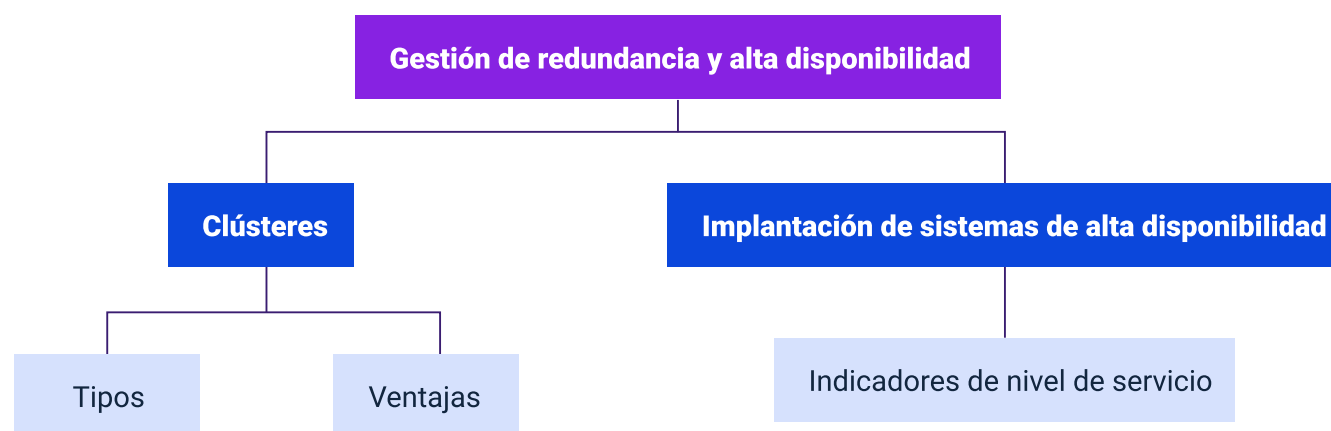 Gestión de redundancia y alta disponibilidad
Clústeres
Implantación de sistemas de alta disponibilidad
Tipos
Ventajas
Indicadores de nivel de servicio